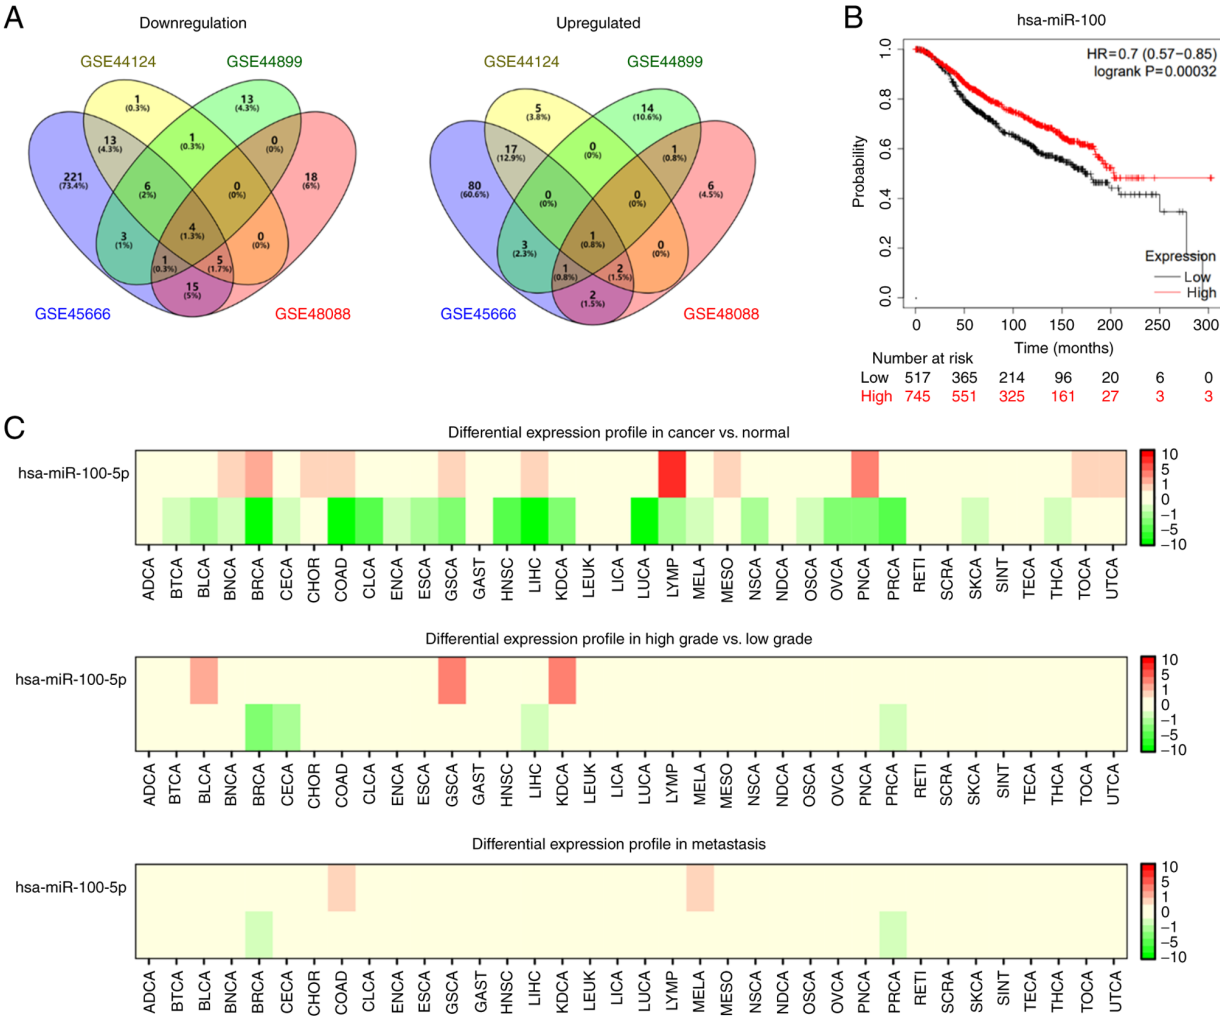 A
Downregulation
GSE44124
GSE44899
1
(0.3%)
13
(4.3%)
13
(4.3%)
1
(0.3%)
0
(0%)
221
(73.4%)
6
(2%)
0
(0%)
18
(6%)
3
(1%)
4
(1.3%)
0
(0%)
1
(0.3%)
5
(1.7%)
15
(5%)
GSE45666
GSE48088
Upregulated
GSE44124
GSE44899
5
(3.8%)
14
(10.6%)
17
(12.9%)
0
(0%)
1
(0.8%)
80
(60.6%)
0
(0%)
0
(0%)
6
(4.5%)
3
(2.3%)
1
(0.8%)
0
(0%)
1
(0.8%)
2
(1.5%)
2
(1.5%)
GSE45666
GSE48088
B
hsa-miR-100
HR=0.7 (0.57−0.85)
logrank P=0.00032
Probability
1.0
0.8
0.6
0.4
0.2
0.0
Expression
Low
High
0 50 100 150 200 250 300
Time (months)
Number at risk
Low 517 365 214 96 20 6 0
High 745 551 325 161 27 3 3
C
Differential expression profile in cancer vs. normal
hsa-miR-100-5p
10
5
1
0
−1
−5
−10
ADCA BTCA BLCA BNCA BRCA CECA CHOR COAD CLCA ENCA ESCA GSCA GAST HNSC LIHC KDCA LEUK LICA LUCA LYMP MELA MESO NSCA NDCA OSCA OVCA PNCA PRCA RETI SCRA SKCA SINT TECA THCA TOCA UTCA
Differential expression profile in high grade vs. low grade
hsa-miR-100-5p
10
5
1
0
−1
−5
−10
ADCA BTCA BLCA BNCA BRCA CECA CHOR COAD CLCA ENCA ESCA GSCA GAST HNSC LIHC KDCA LEUK LICA LUCA LYMP MELA MESO NSCA NDCA OSCA OVCA PNCA PRCA RETI SCRA SKCA SINT TECA THCA TOCA UTCA
Differential expression profile in metastasis
hsa-miR-100-5p
10
5
1
0
−1
−5
−10
ADCA BTCA BLCA BNCA BRCA CECA CHOR COAD CLCA ENCA ESCA GSCA GAST HNSC LIHC KDCA LEUK LICA LUCA LYMP MELA MESO NSCA NDCA OSCA OVCA PNCA PRCA RETI SCRA SKCA SINT TECA THCA TOCA UTCA